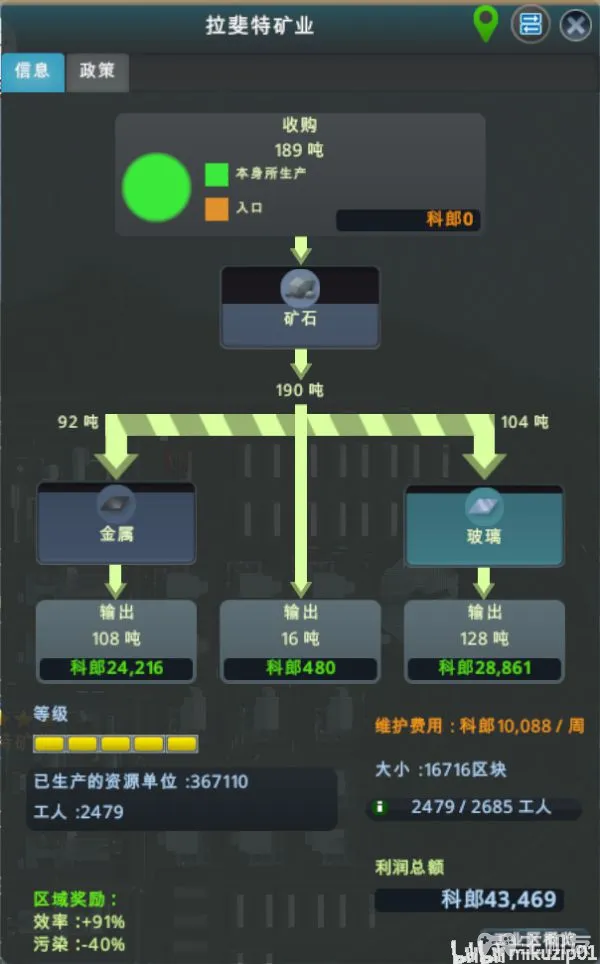 拉斐特矿业
信息
政策
收购
189 吨
本身所生产
入口
科郎0
矿石
190 吨
92 吨
104 吨
金属
玻璃
输出
108 吨
科郎24,216
输出
16 吨
科郎480
输出
128 吨
科郎28,861
等级
维护费用 : 科郎10,088 / 周
已生产的资源单位 :367110
工人 :2479
大小 :16716区块
2479 / 2685 工人
利润总额
科郎43,469
区域奖励 :
效率 :+91%
污染 :-40%
mikuzip01